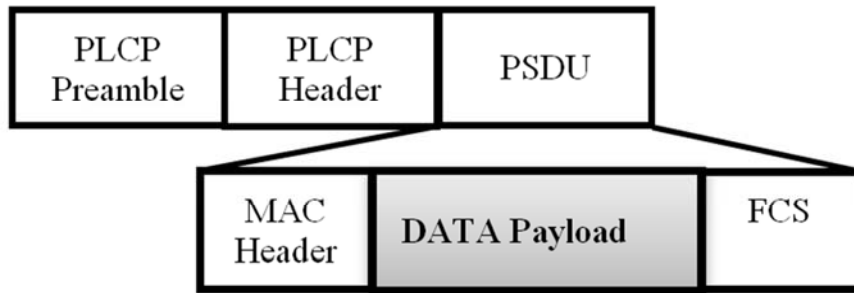 PLCP
Preamble
PLCP
Header
PSDU
MAC
Header
DATA Payload
FCS